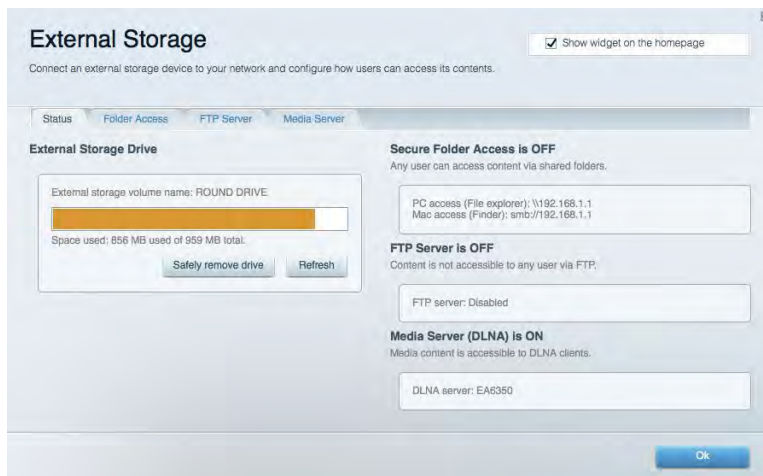 External Storage
Show widget on the homepage
Connect an external storage device to your network and configure how users can access its contents.
Status
Folder Access
FTP Server
Media Server
External Storage Drive
External storage volume name: ROUND DRIVE
Space used: 856 MB used of 959 MB total.
Safely remove drive
Refresh
Secure Folder Access is OFF
Any user can access content via shared folders.
PC access (File explorer): \\192.168.1.1
Mac access (Finder): smb://192.168.1.1
FTP Server is OFF
Content is not accessible to any user via FTP.
FTP server: Disabled
Media Server (DLNA) is ON
Media content is accessible to DLNA clients.
DLNA server: EA6350
Ok